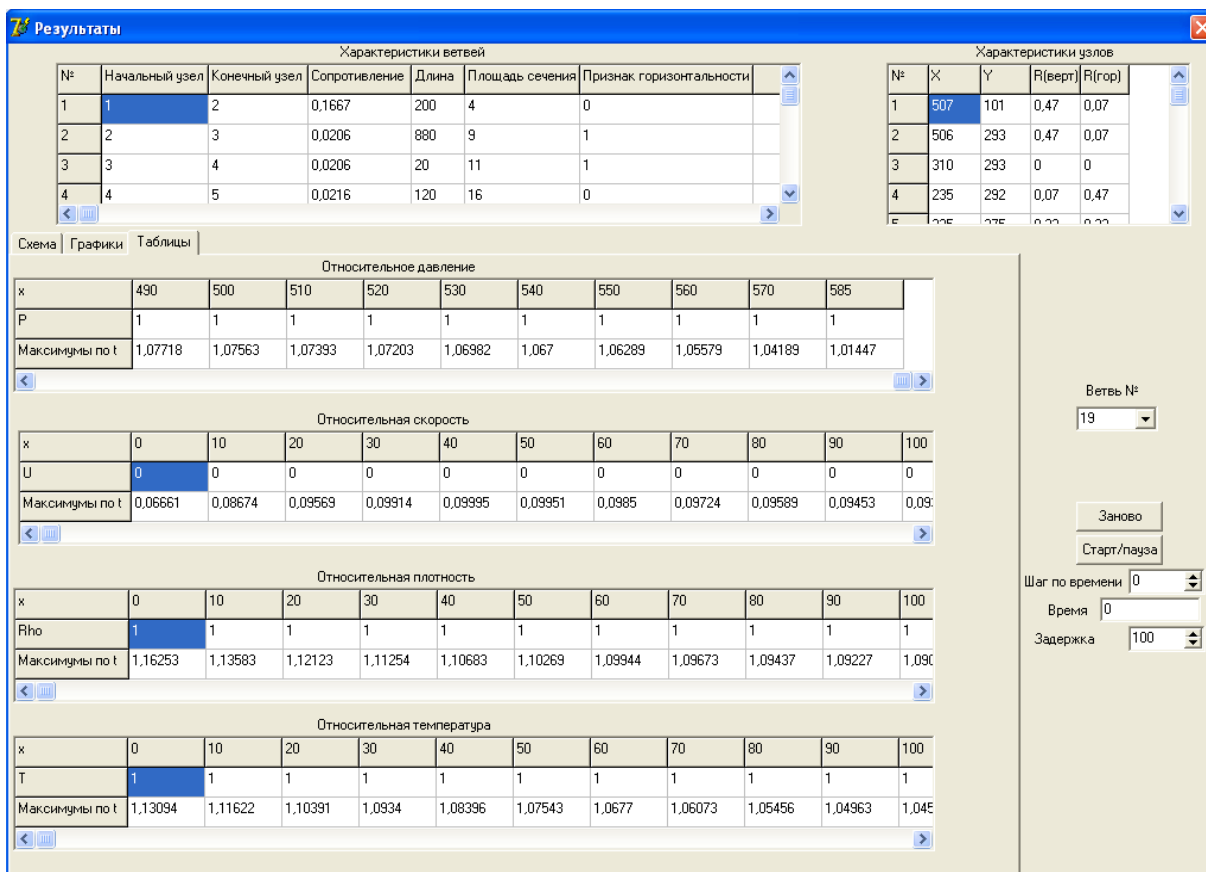 Результаты
Характеристики ветвей
№ Начальный узел Конечный узел Сопротивление Длина Площадь сечения Признак горизонтальности
1 1 2 0,1667 200 4 0
2 2 3 0,0206 880 9 1
3 3 4 0,0206 20 11 1
4 4 5 0,0216 120 16 0
Характеристики узлов
№ X Y R(верт) R(гор)
1 507 101 0,47 0,07
2 506 293 0,47 0,07
3 310 293 0 0
4 235 292 0,07 0,47
Схема Графики Таблицы
Относительное давление
x 490 500 510 520 530 540 550 560 570 585
P 1 1 1 1 1 1 1 1 1 1
Максимумы по t 1,07718 1,07563 1,07393 1,07203 1,06982 1,067 1,06289 1,05579 1,04189 1,01447
Относительная скорость
x 0 10 20 30 40 50 60 70 80 90 100
U 0 0 0 0 0 0 0 0 0 0 0
Максимумы по t 0,06661 0,08674 0,09569 0,09914 0,09995 0,09951 0,0985 0,09724 0,09589 0,09453
Относительная плотность
x 0 10 20 30 40 50 60 70 80 90 100
Rho 1 1 1 1 1 1 1 1 1 1 1
Максимумы по t 1,16253 1,13583 1,12123 1,11254 1,10683 1,10269 1,09944 1,09673 1,09437 1,09227
Относительная температура
x 0 10 20 30 40 50 60 70 80 90 100
T 1 1 1 1 1 1 1 1 1 1 1
Максимумы по t 1,13094 1,11622 1,10391 1,0934 1,08396 1,07543 1,0677 1,06073 1,05456 1,04963
Ветвь №
19
Заново
Старт/пауза
Шаг по времени 0
Время 0
Задержка 100